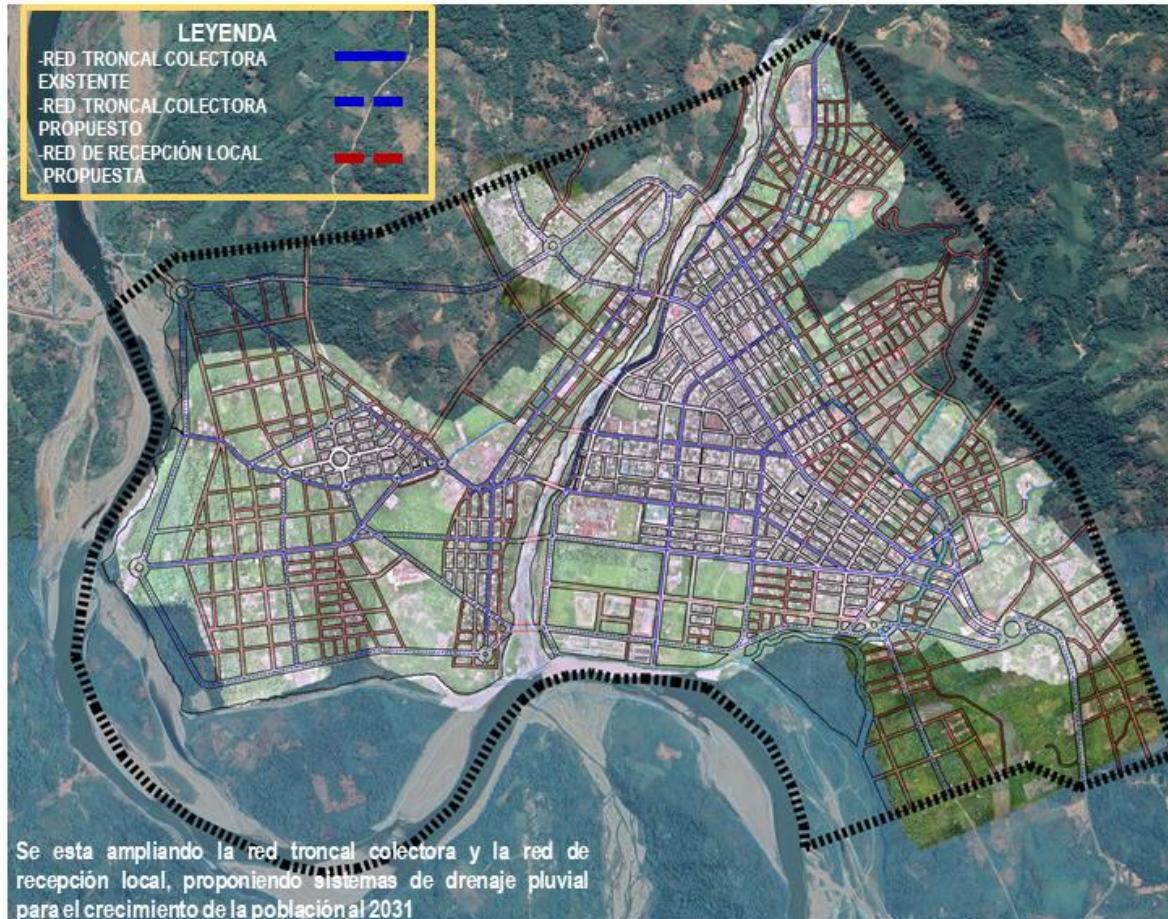 LEYENDA
-RED TRONCAL COLECTORA
EXISTENTE
-RED TRONCAL COLECTORA
PROPUESTO
-RED DE RECEPCIÓN LOCAL
PROPUESTA
Se esta ampliando la red troncal colectora y la red de
recepción local, proponiendo sistemas de drenaje pluvial
para el crecimiento de la población al 2031